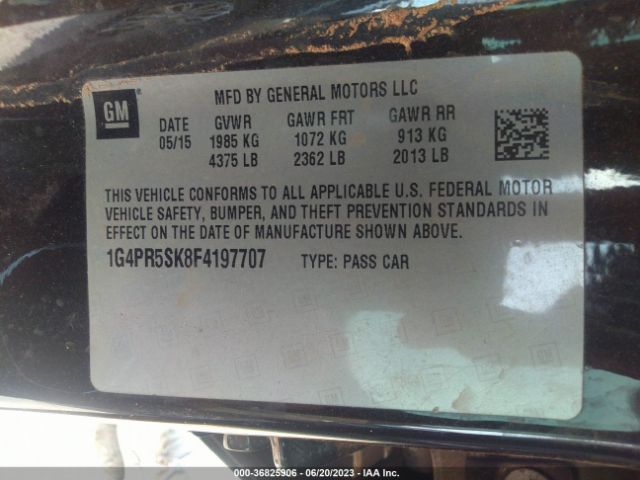 GM
MFD BY GENERAL MOTORS LLC
DATE GVWR GAWR FRT GAWR RR
05/15 1985 KG 1072 KG 913 KG
4375 LB 2362 LB 2013 LB
THIS VEHICLE CONFORMS TO ALL APPLICABLE U.S. FEDERAL MOTOR
VEHICLE SAFETY, BUMPER, AND THEFT PREVENTION STANDARDS IN
EFFECT ON THE DATE OF MANUFACTURE SHOWN ABOVE.
1G4PR5SK8F4197707 TYPE: PASS CAR
000-36825906 - 06/20/2023 - IAA Inc.